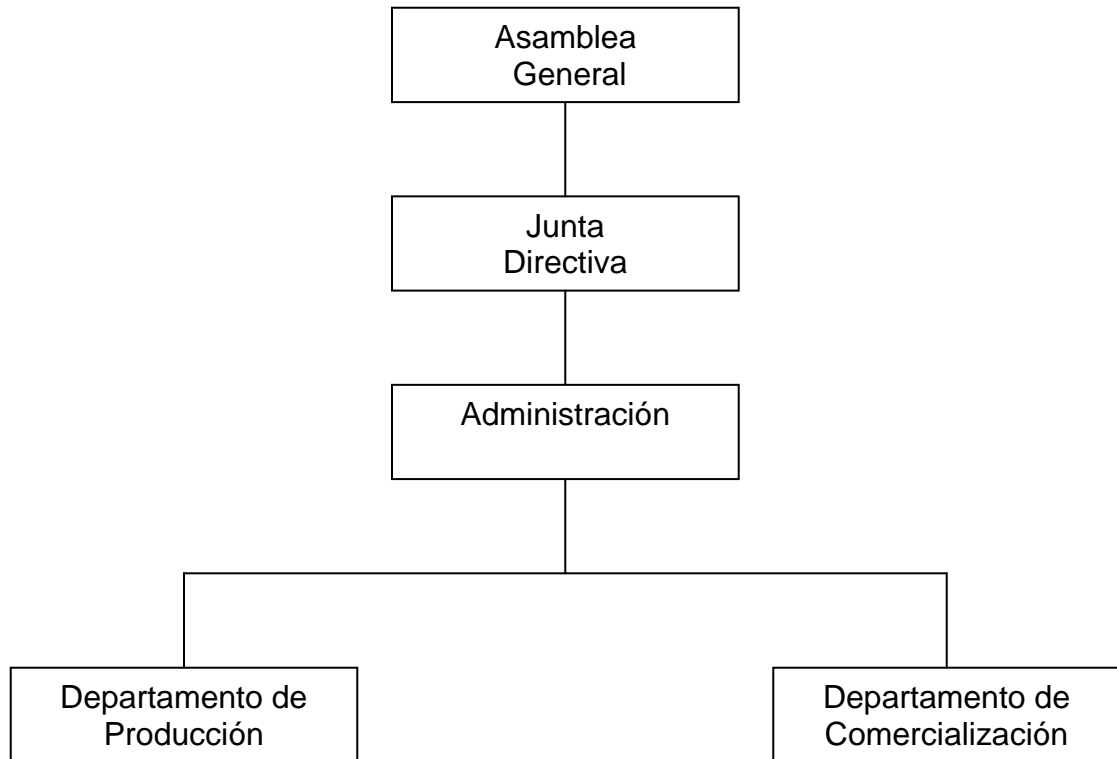 Asamblea
General
Junta
Directiva
Administración
Departamento de
Producción
Departamento de
Comercialización